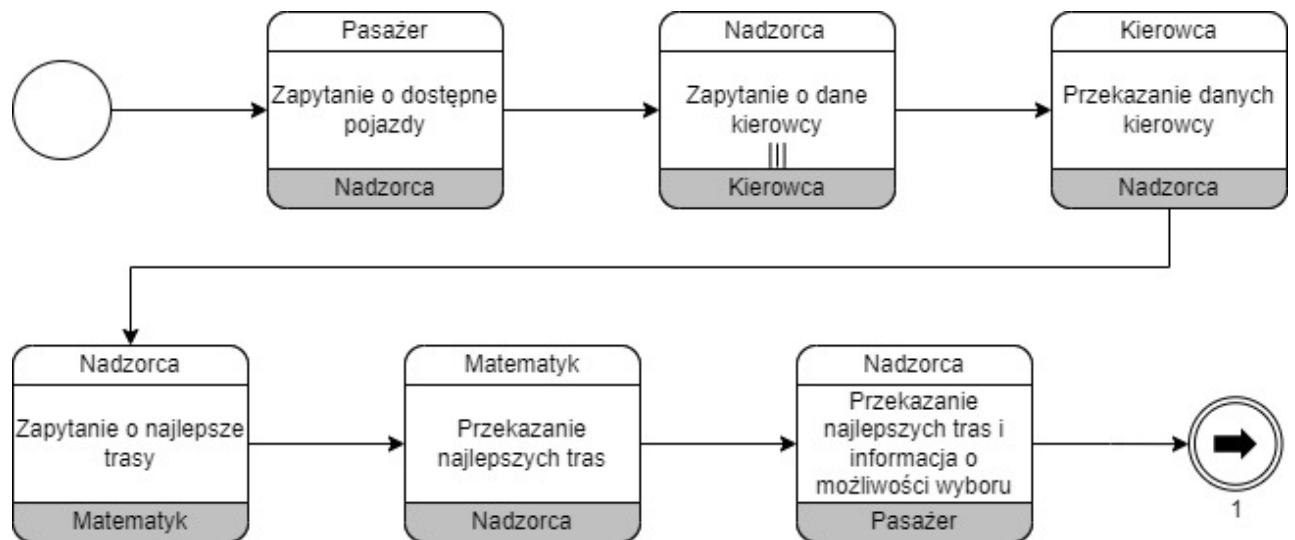 Pasażer
Zapytanie o dostępne
pojazdy
Nadzorca
Nadzorca
Zapytanie o dane
kierowcy
Kierowca
Kierowca
Przekazanie danych
kierowcy
Nadzorca
Nadzorca
Zapytanie o najlepsze
trasy
Matematyk
Matematyk
Przekazanie
najlepszych tras
Nadzorca
Nadzorca
Przekazanie
najlepszych tras i
informacja o
możliwości wyboru
Pasażer
1